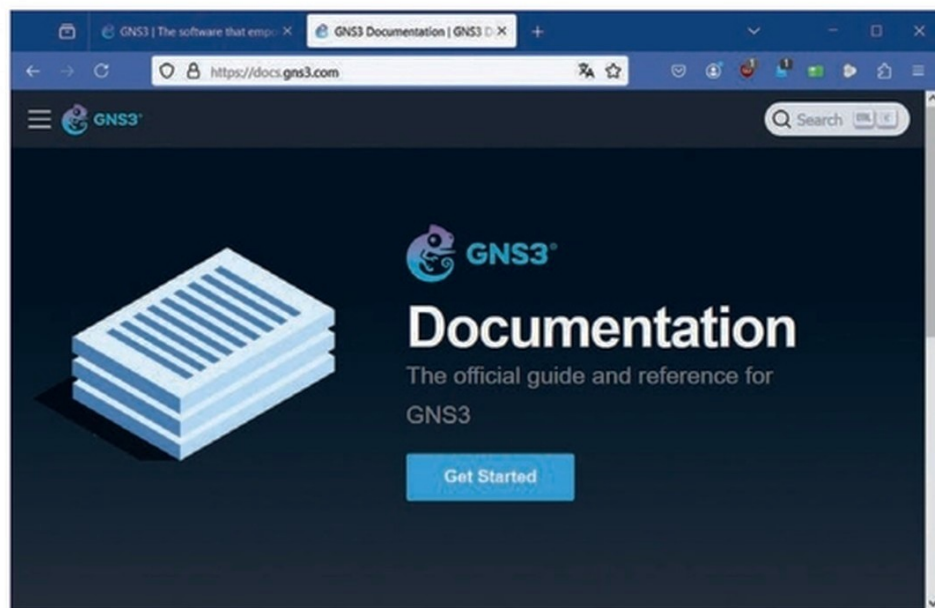 GNS3 | The software that empo
GNS3 Documentation | GNS3 D
https://docs.gns3.com
GNS3
Search
GNS3®
Documentation
The official guide and reference for
GNS3
Get Started